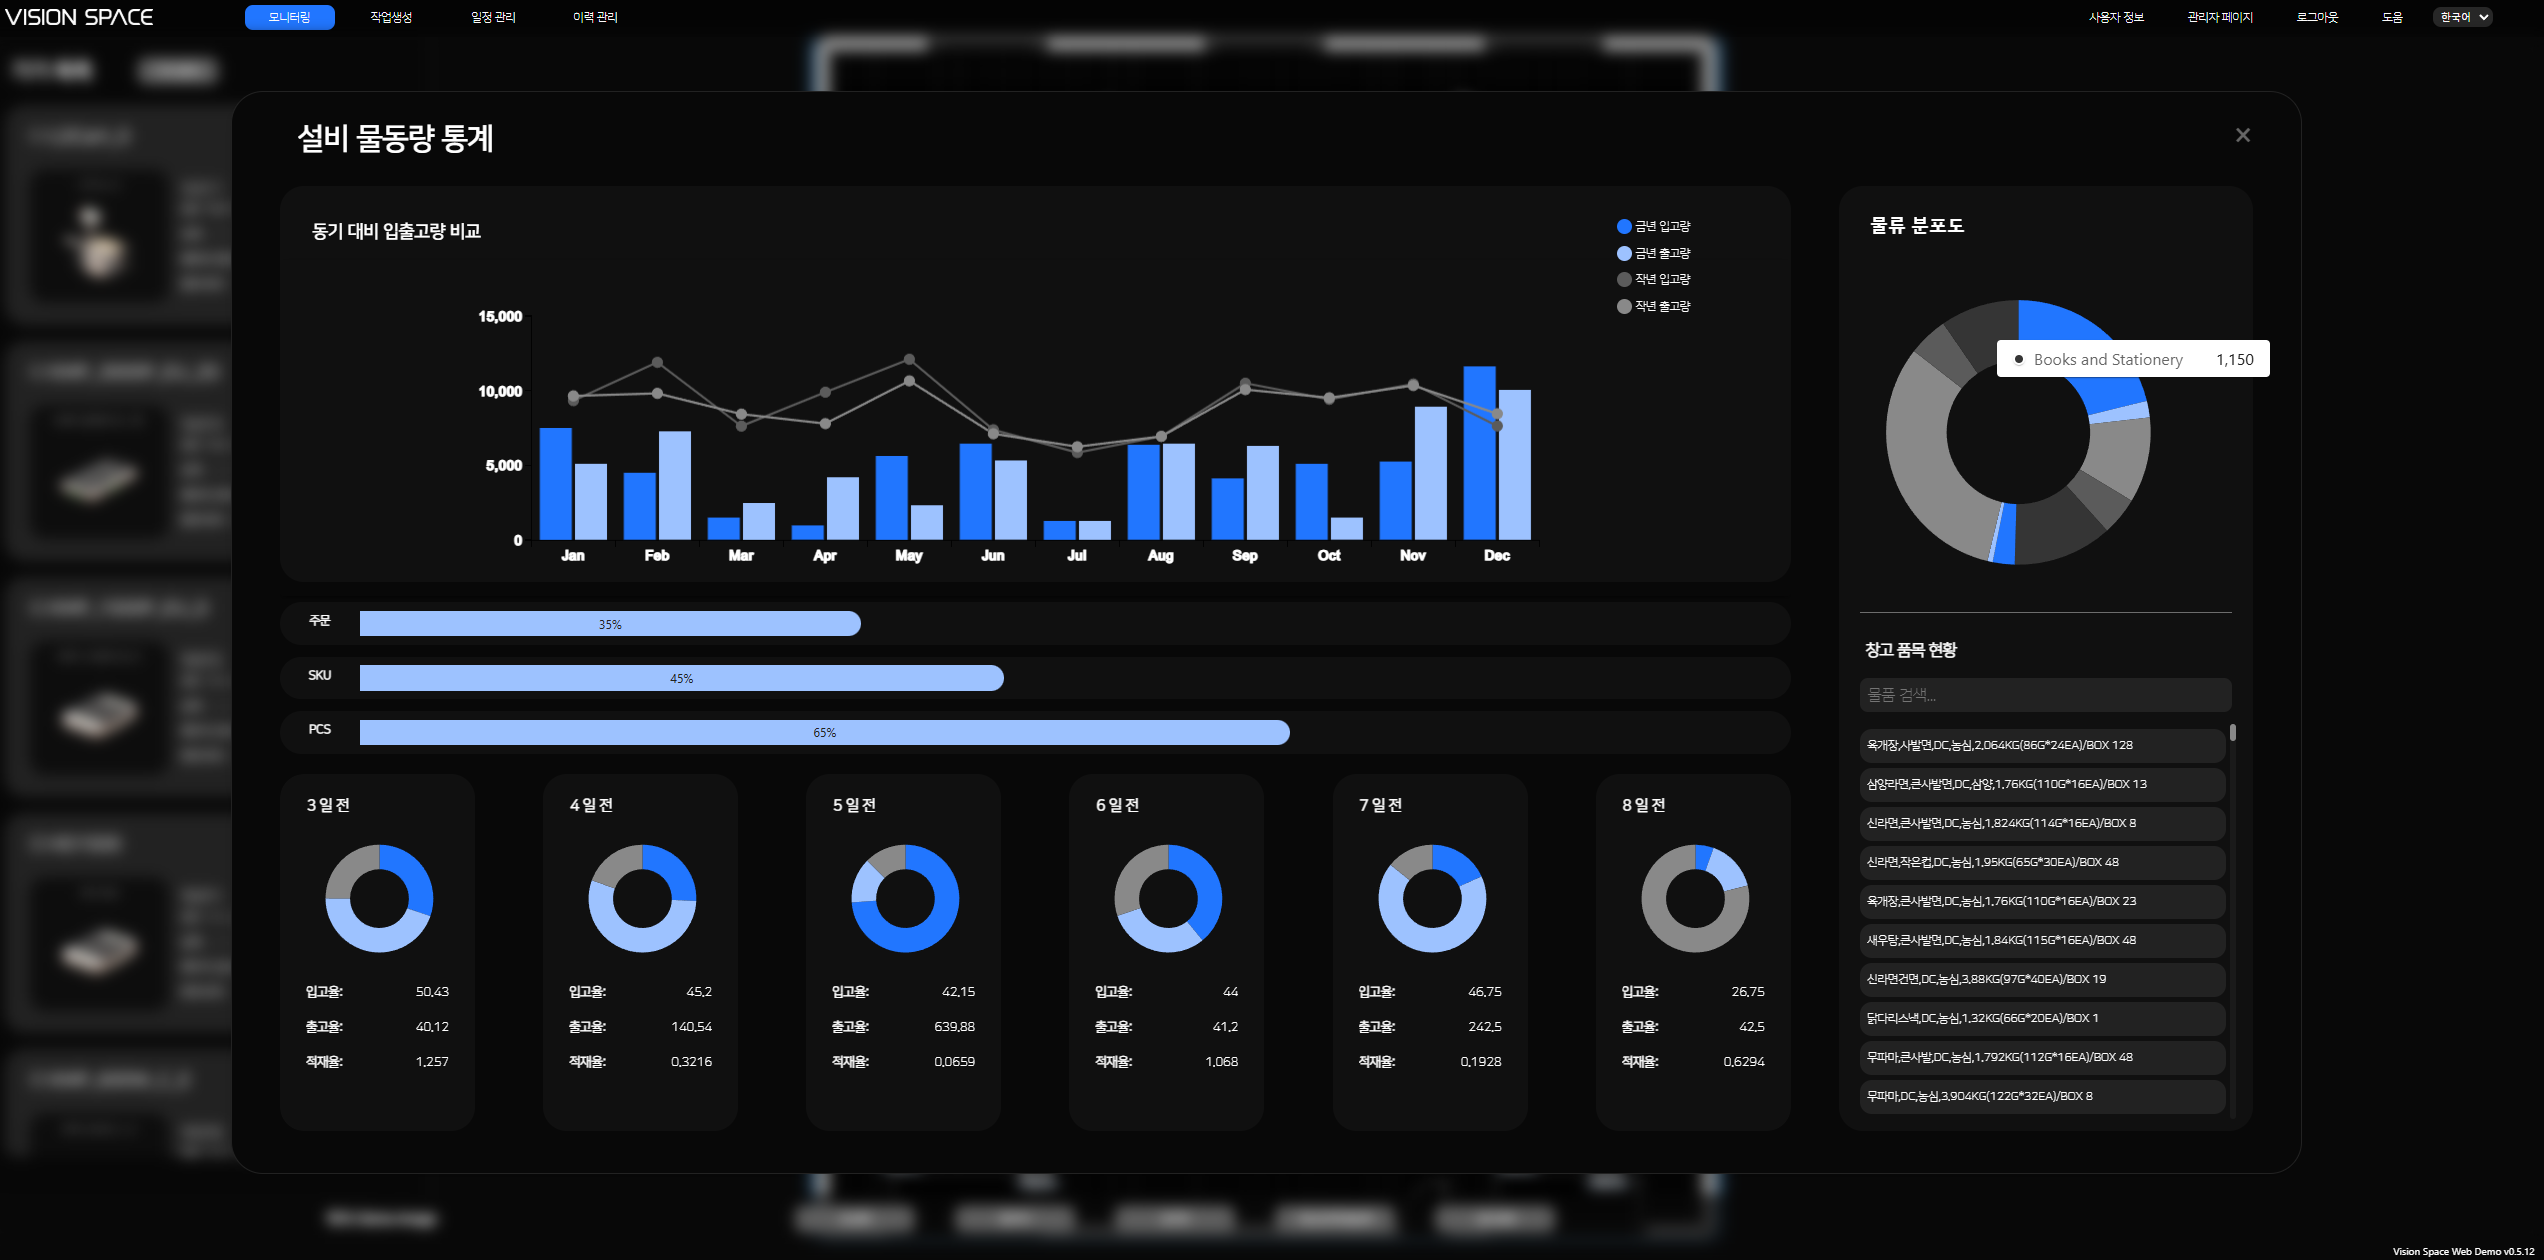 VISION SPACE
모니터링
작업생성
일정 관리
이력 관리
사용자 정보
관리자 페이지
로그아웃
도움
한국어
설비 물동량 통계
동기 대비 입출고량 비교
금년 입고량
금년 출고량
작년 입고량
작년 출고량
15,000
10,000
5,000
0
Jan Feb Mar Apr May Jun Jul Aug Sep Oct Nov Dec
주문 35%
SKU 45%
PCS 65%
3일전
입고율: 50.43
출고율: 40.12
적재율: 1.257
4일전
입고율: 45.2
출고율: 140.54
적재율: 0.3216
5일전
입고율: 42.15
출고율: 639.88
적재율: 0.0659
6일전
입고율: 44
출고율: 41.2
적재율: 1.068
7일전
입고율: 46.75
출고율: 242.5
적재율: 0.1928
8일전
입고율: 26.75
출고율: 42.5
적재율: 0.6294
물류 분포도
Books and Stationery 1,150
창고 품목 현황
물품 검색...
육개장,사발면,DC,농심,2.064KG(86G*24EA)/BOX 128
삼양라면,큰사발면,DC,삼양,1.76KG(110G*16EA)/BOX 13
신라면,큰사발면,DC,농심,1.824KG(114G*16EA)/BOX 8
신라면,작은컵,DC,농심,1.95KG(65G*30EA)/BOX 48
육개장,큰사발면,DC,농심,1.76KG(110G*16EA)/BOX 23
새우탕,큰사발면,DC,농심,1.84KG(115G*16EA)/BOX 48
신라면건면,DC,농심,3.88KG(97G*40EA)/BOX 19
닭다리스낵,DC,농심,1.32KG(66G*20EA)/BOX 1
무파마,큰사발,DC,농심,1.792KG(112G*16EA)/BOX 48
무파마,DC,농심,3.904KG(122G*32EA)/BOX 8
Vision Space Web Demo v0.5.12